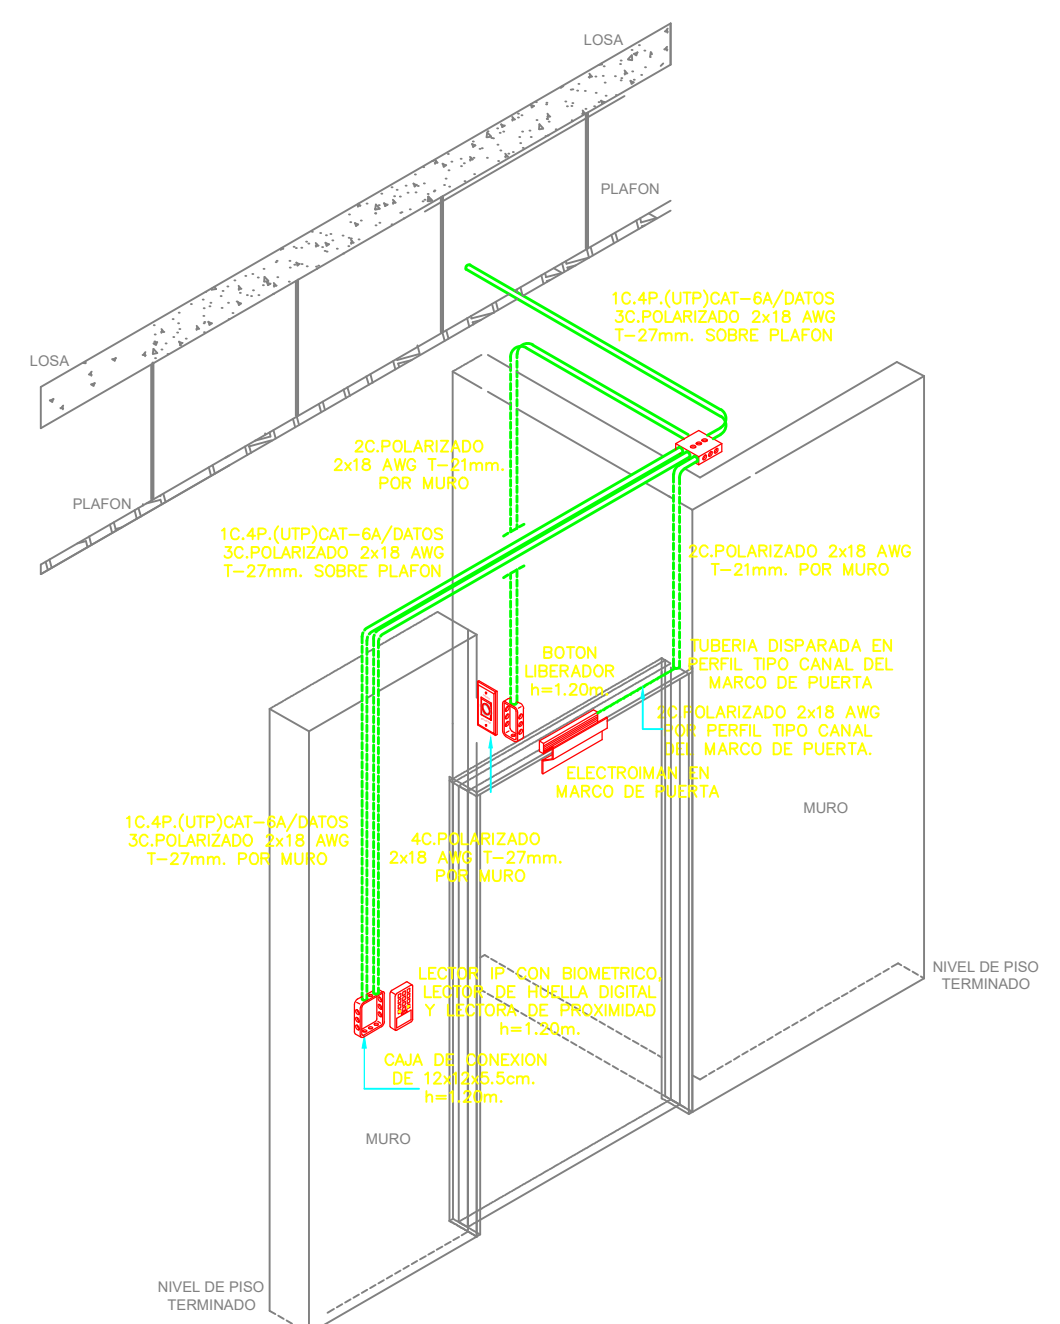 LOSA
PLAFON
1C.4P.(UTP)CAT-6A/DATOS
3C.POLARIZADO 2x18 AWG
T-27mm. SOBRE PLAFON
LOSA
2C.POLARIZADO
2x18 AWG T-21mm.
POR MURO
PLAFON
1C.4P.(UTP)CAT-6A/DATOS
3C.POLARIZADO 2x18 AWG
T-27mm. SOBRE PLAFON
2C.POLARIZADO 2x18 AWG
T-21mm. POR MURO
BOTON
LIBERADOR
h=1.20m.
TUBERIA DISPARADA EN
PERFIL TIPO CANAL DEL
MARCO DE PUERTA
2C.POLARIZADO 2x18 AWG
POR PERFIL TIPO CANAL
DEL MARCO DE PUERTA.
ELECTROIMAN EN
MARCO DE PUERTA
MURO
1C.4P.(UTP)CAT-6A/DATOS
3C.POLARIZADO 2x18 AWG
T-27mm. POR MURO
4C.POLARIZADO
2x18 AWG T-27mm.
POR MURO
LECTOR IP CON BIOMETRICO,
LECTOR DE HUELLA DIGITAL
Y LECTORA DE PROXIMIDAD
h=1.20m.
NIVEL DE PISO
TERMINADO
CAJA DE CONEXION
DE 12x12x5.5cm.
h=1.20m.
MURO
NIVEL DE PISO
TERMINADO